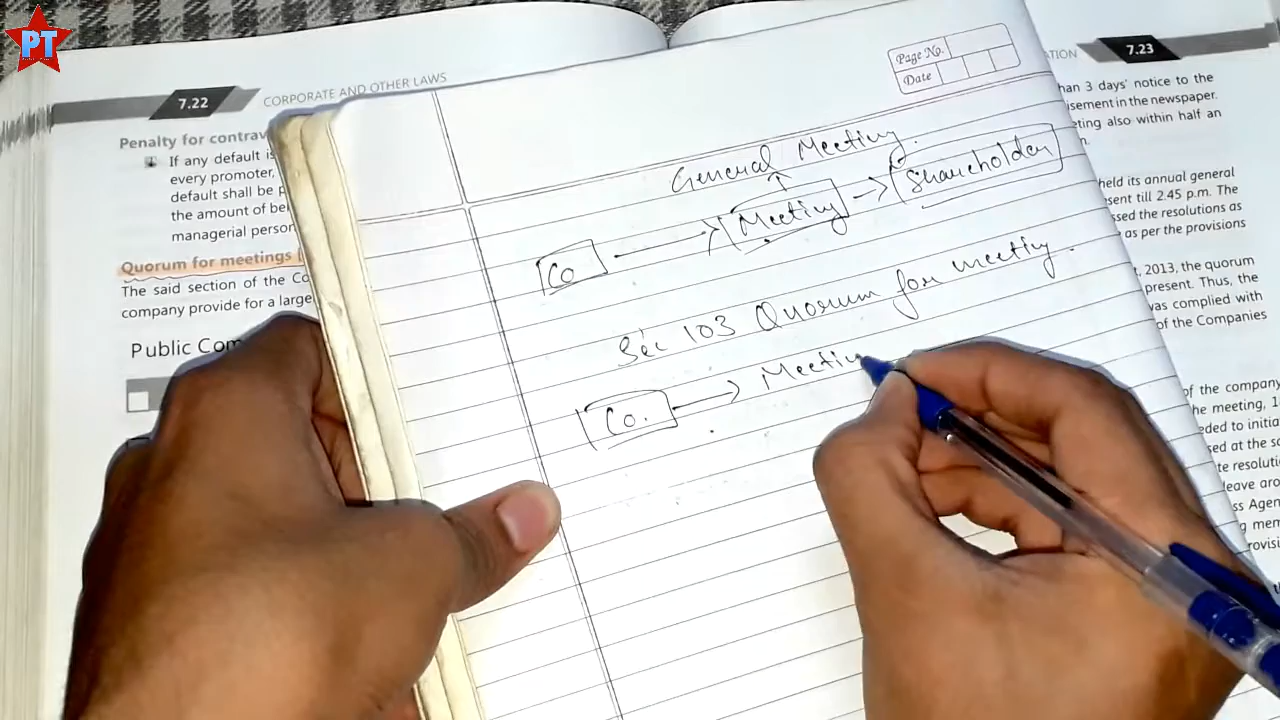 PT
7.22
CORPORATE AND OTHER LAWS
Penalty for contrav
If any default is
every promoter,
default shall be p
the amount of be
managerial person
Quorum for meetings
The said section of the Co
company provide for a large
Public Com
Page No.
Date
General Meeting.
Co → Meeting → Shareholder
Sec 103 Quorum for meeting.
Co. → Meetin
ATION
7.23
han 3 days' notice to the
isement in the newspaper.
eting also within half an
held its annual general
sent till 2.45 p.m. The
ssed the resolutions as
as per the provisions
t, 2013, the quorum
present. Thus, the
was complied with
of the Companies
of the company
he meeting, 1
eded to initia
sed at the sc
te resoluti
leave aro
ss Agen
g mem
rovisi